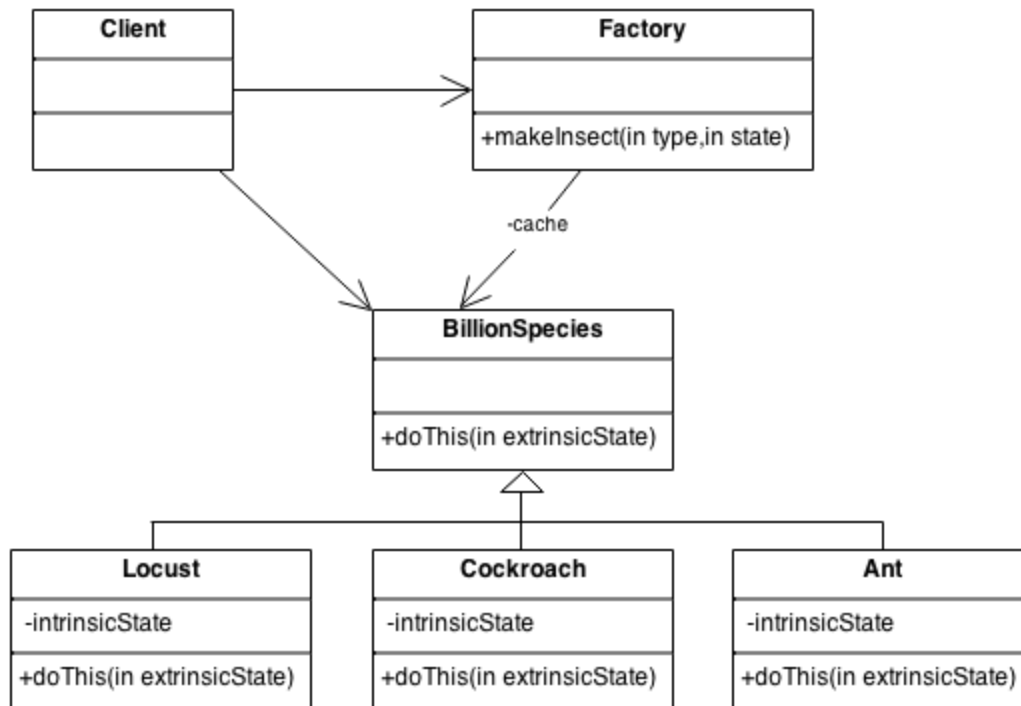 Client
Factory
+makeInsect(in type,in state)
-cache
BillionSpecies
+doThis(in extrinsicState)
Locust
-intrinsicState
+doThis(in extrinsicState)
Cockroach
-intrinsicState
+doThis(in extrinsicState)
Ant
-intrinsicState
+doThis(in extrinsicState)